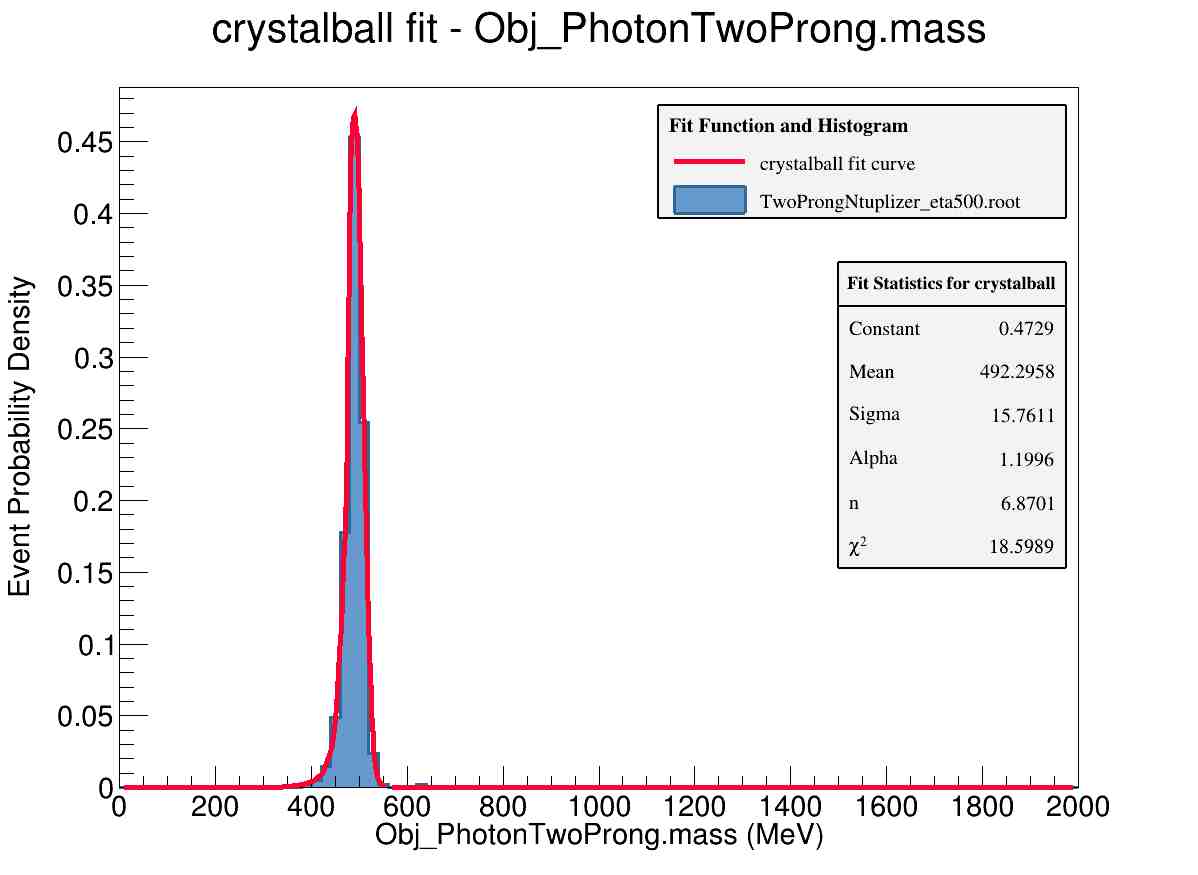 crystalball fit - Obj_PhotonTwoProng.mass
Fit Function and Histogram
crystalball fit curve
TwoProngNtuplizer_eta500.root
Fit Statistics for crystalball
Constant 0.4729
Mean 492.2958
Sigma 15.7611
Alpha 1.1996
n 6.8701
χ² 18.5989
Event Probability Density
0.45
0.4
0.35
0.3
0.25
0.2
0.15
0.1
0.05
0
0 200 400 600 800 1000 1200 1400 1600 1800 2000
Obj_PhotonTwoProng.mass (MeV)